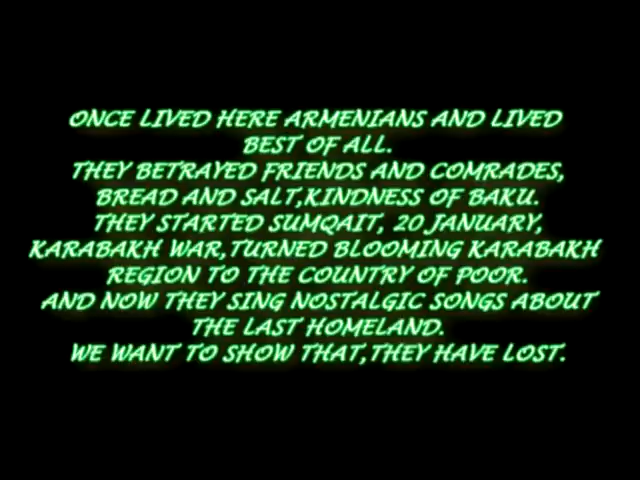 ONCE LIVED HERE ARMENIANS AND LIVED
BEST OF ALL.
THEY BETRAYED FRIENDS AND COMRADES,
BREAD AND SALT,KINDNESS OF BAKU.
THEY STARTED SUMQAIT, 20 JANUARY,
KARABAKH WAR,TURNED BLOOMING KARABAKH
REGION TO THE COUNTRY OF POOR.
AND NOW THEY SING NOSTALGIC SONGS ABOUT
THE LAST HOMELAND.
WE WANT TO SHOW THAT,THEY HAVE LOST.